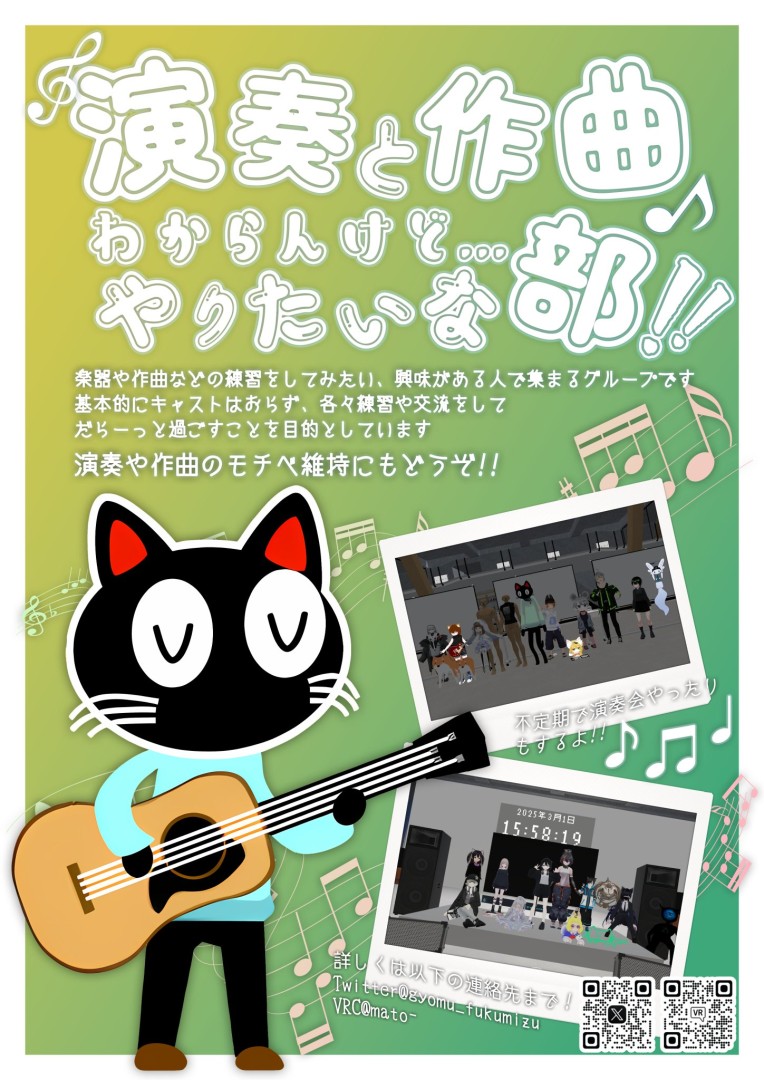 演奏と作曲
わからんけど...
やりたいな部!!
楽器や作曲などの練習をしてみたい、興味がある人で集まるグループです
基本的にキャストはおらず、各々練習や交流をして
だらーっと過ごすことを目的としています
演奏や作曲のモチベ維持にもどうぞ!!
不定期で演奏会やったり
もするよ!!
2025年3月1日
15:58:19
詳しくは以下の連絡先まで!
Twitter@gyomu_fukumizu
VRC@mato-
X
VR